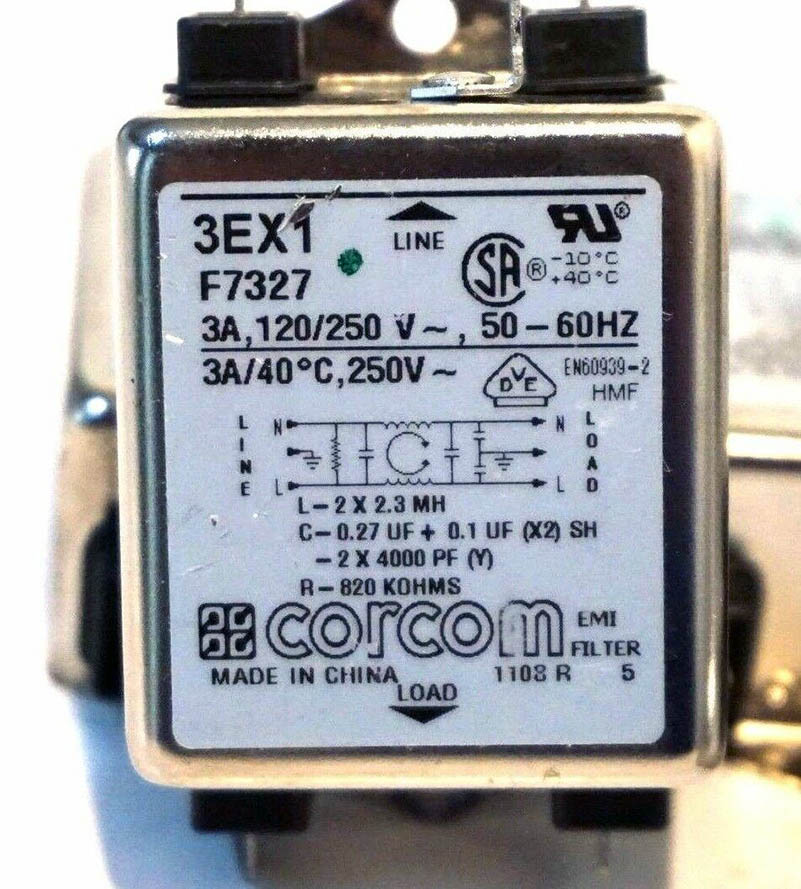 3EX1 LINE
F7327 -10°C
+40°C
3A, 120/250 V~, 50-60HZ
3A/40°C, 250V~ EN60939-2
HMF
LINE N L N L LOAD
L-2 X 2.3 MH
C-0.27 UF + 0.1 UF (X2) SH
-2 X 4000 PF (Y)
R-820 KOHMS
corcom EMI
FILTER
MADE IN CHINA 1103 R 5
LOAD